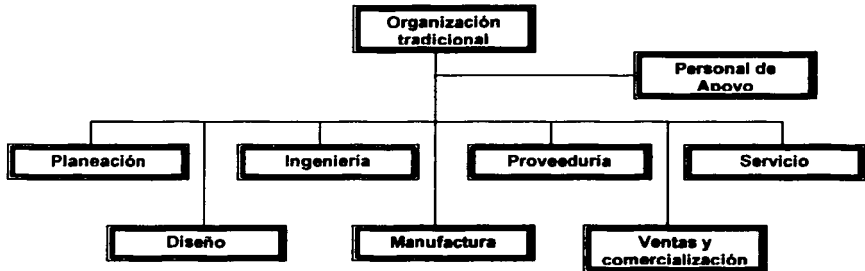 Organización
tradicional
Personal de
Apoyo
Planeación
Ingeniería
Proveeduría
Servicio
Diseño
Manufactura
Ventas y
comercialización